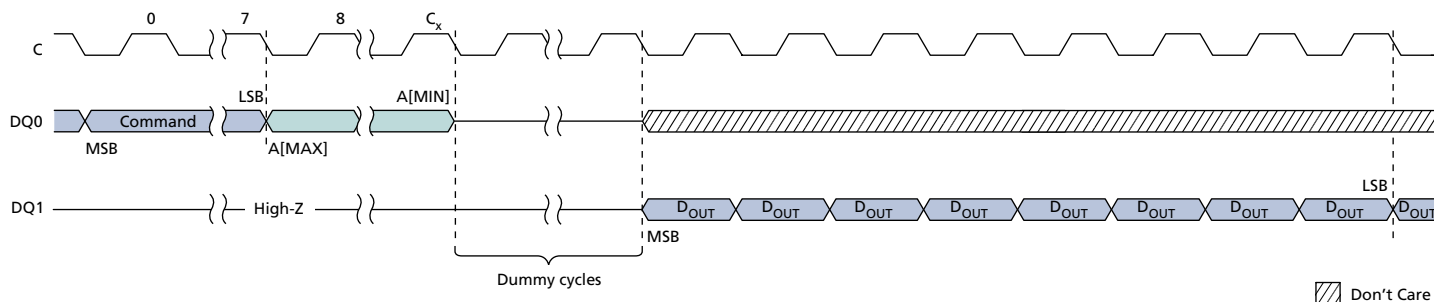 0 7 8 Cx
C
LSB A[MIN]
DQ0 Command
MSB A[MAX]
LSB
DQ1 High-Z DOUT DOUT DOUT DOUT DOUT DOUT DOUT DOUT DOUT
MSB
Dummy cycles
Don't Care